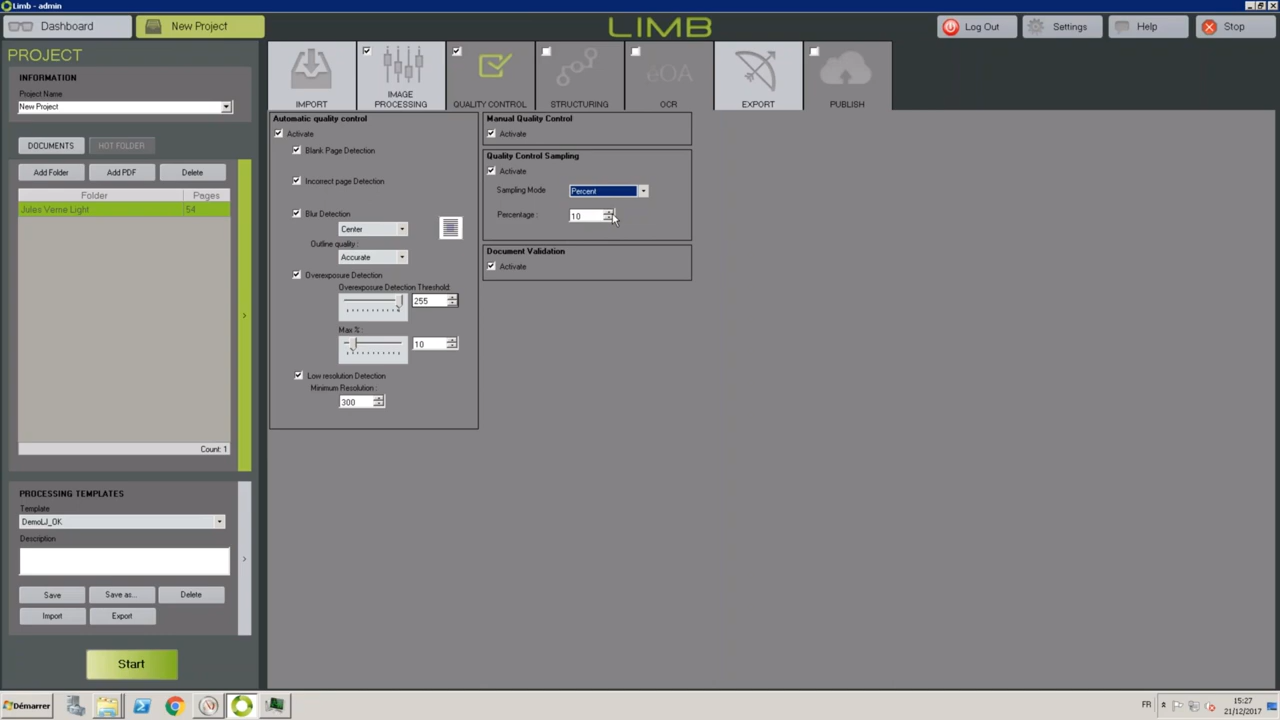 Limb - admin
Dashboard
New Project
LIMB
Log Out
Settings
Help
Stop
PROJECT
INFORMATION
Project Name
New Project
DOCUMENTS
HOT FOLDER
Add Folder
Add PDF
Delete
Folder
Pages
Jules Verne Light
54
Count: 1
PROCESSING TEMPLATES
Template
DemoLJ_OK
Description
Save
Save as...
Delete
Import
Export
Start
IMPORT
IMAGE
PROCESSING
QUALITY CONTROL
STRUCTURING
eOA
OCR
EXPORT
PUBLISH
Automatic quality control
Activate
Blank Page Detection
Incorrect page Detection
Blur Detection
Center
Outline quality :
Accurate
Overexposure Detection
Overexposure Detection Threshold:
255
Max % :
10
Low resolution Detection
Minimum Resolution :
300
Manual Quality Control
Activate
Quality Control Sampling
Activate
Sampling Mode
Percent
Percentage :
10
Document Validation
Activate
Démarrer
FR
15:27
21/12/2017